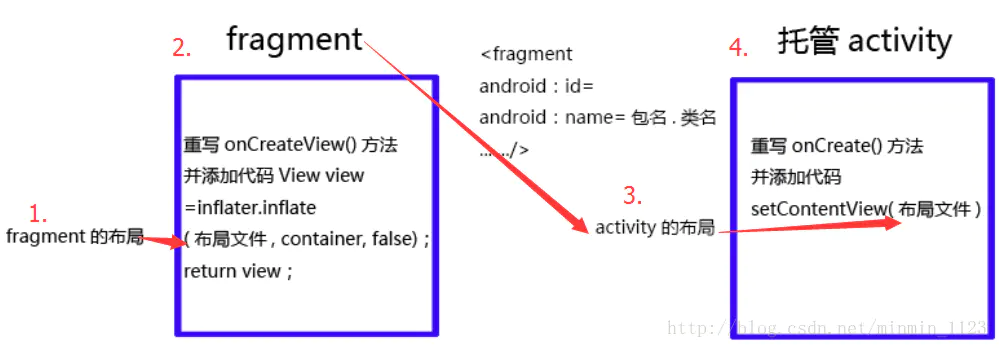 2.
fragment
重写 onCreateView() 方法
并添加代码 View view
=inflater.inflate
( 布局文件 , container, false) ;
return view ;
1.
fragment 的布局
<fragment
android : id=
android : name= 包名 . 类名
....../>
3.
activity 的布局
4.
托管 activity
重写 onCreate() 方法
并添加代码
setContentView( 布局文件 )
http://blog.csdn.net/minmin_1123